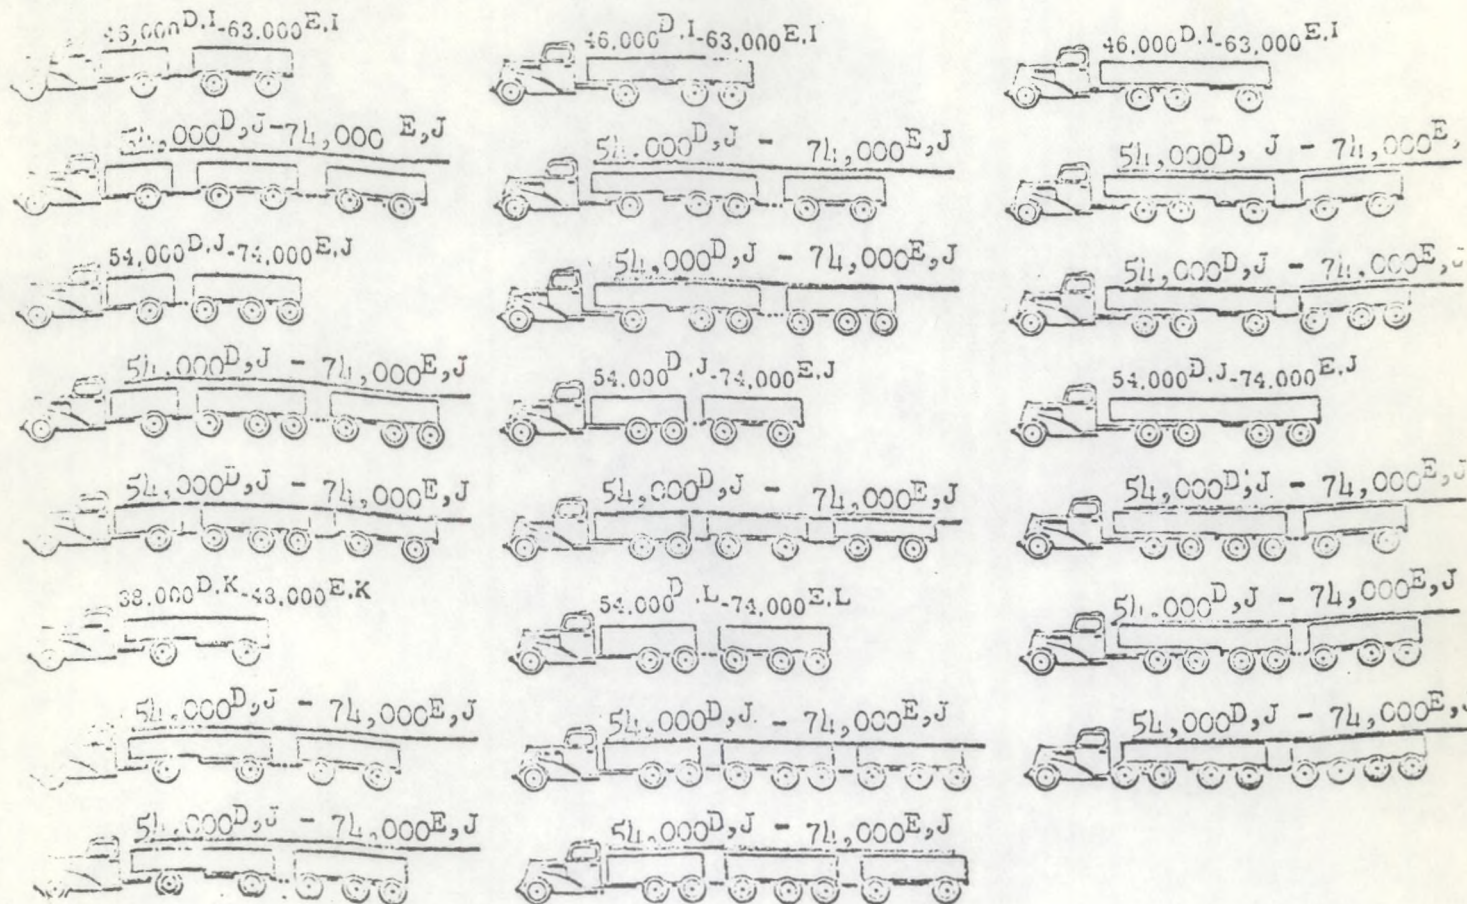 46,000D,I-63,000E,I
46,000D,I-63,000E,I
46,000D,I-63,000E,I
54,000D,J-74,000 E,J
54,000D,J - 74,000E,J
54,000D, J - 74,000E,
54,000D,J-74,000E,J
54,000D,J - 74,000E,J
54,000D,J - 74,000E,J
54,000D,J - 74,000E,J
54,000D,J-74,000E,J
54,000D,J-74,000E,J
54,000D,J - 74,000E,J
54,000D,J - 74,000E,J
54,000D,J - 74,000E,J
38,000D,K-43,000E,K
54,000D,L-74,000E,L
54,000D,J - 74,000E,J
54,000D,J - 74,000E,J
54,000D,J - 74,000E,J
54,000D,J - 74,000E,J
54,000D,J - 74,000E,J
54,000D,J - 74,000E,J